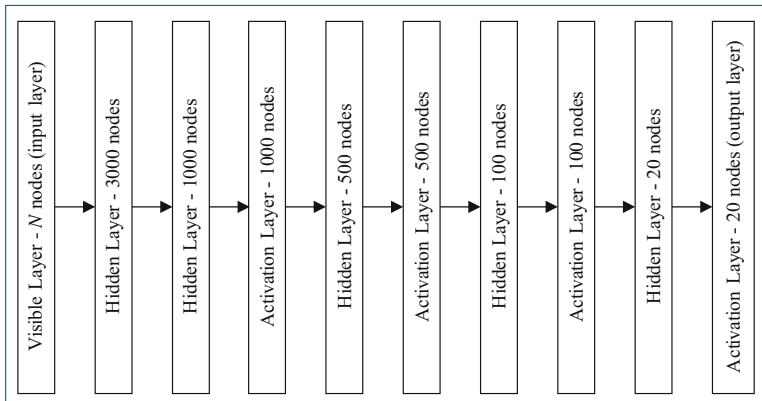 Visible Layer - N nodes (input layer)
Hidden Layer - 3000 nodes
Hidden Layer - 1000 nodes
Activation Layer - 1000 nodes
Hidden Layer - 500 nodes
Activation Layer - 500 nodes
Hidden Layer - 100 nodes
Activation Layer - 100 nodes
Hidden Layer - 20 nodes
Activation Layer - 20 nodes (output layer)